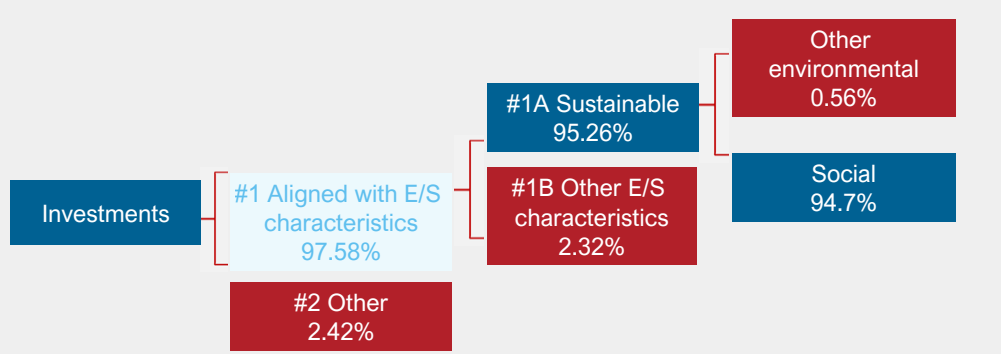 Investments
#1 Aligned with E/S
characteristics
97.58%
#2 Other
2.42%
#1A Sustainable
95.26%
#1B Other E/S
characteristics
2.32%
Other
environmental
0.56%
Social
94.7%